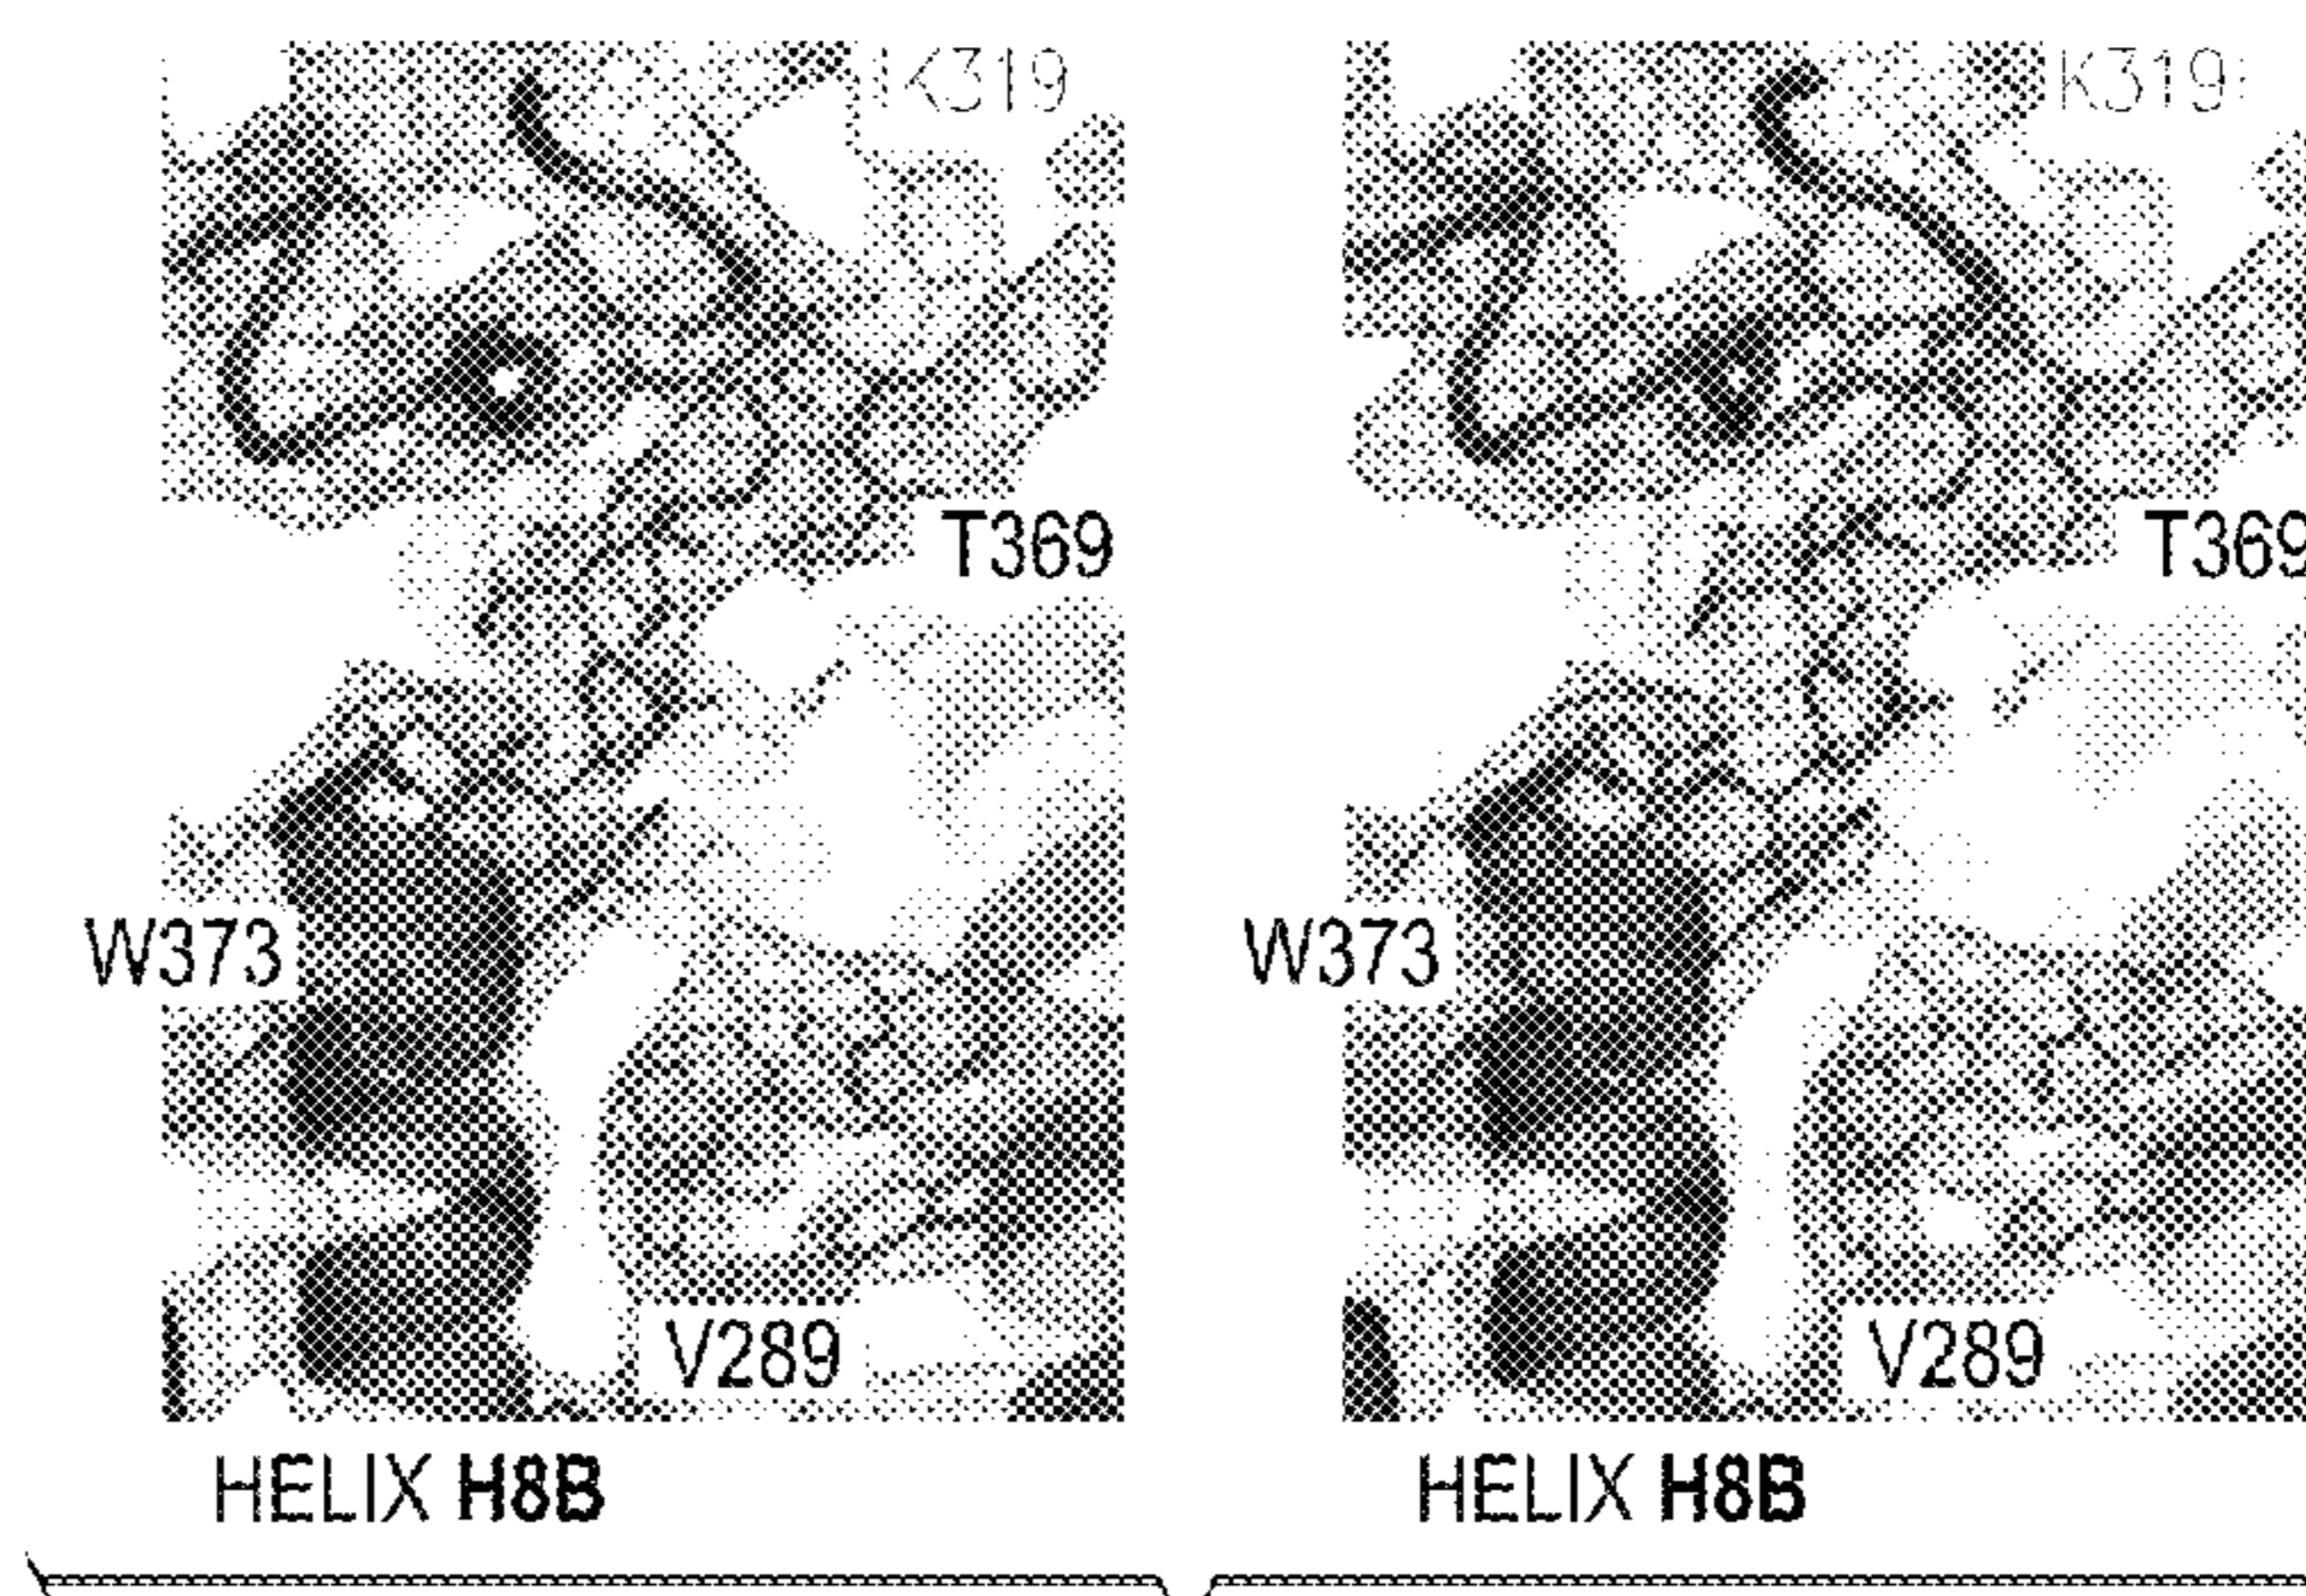 K319 K319
T369 T369
W373 W373
V289 V289
HELIX H8B HELIX H8B